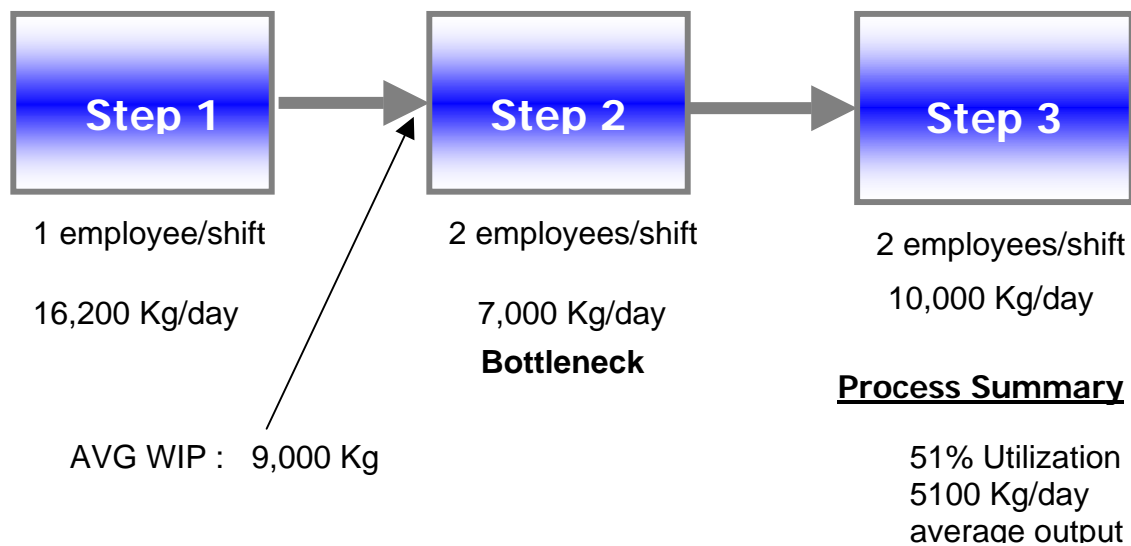 Step 1
Step 2
Step 3
1 employee/shift
2 employees/shift
2 employees/shift
16,200 Kg/day
7,000 Kg/day
10,000 Kg/day
Bottleneck
Process Summary
AVG WIP : 9,000 Kg
51% Utilization
5100 Kg/day
average output